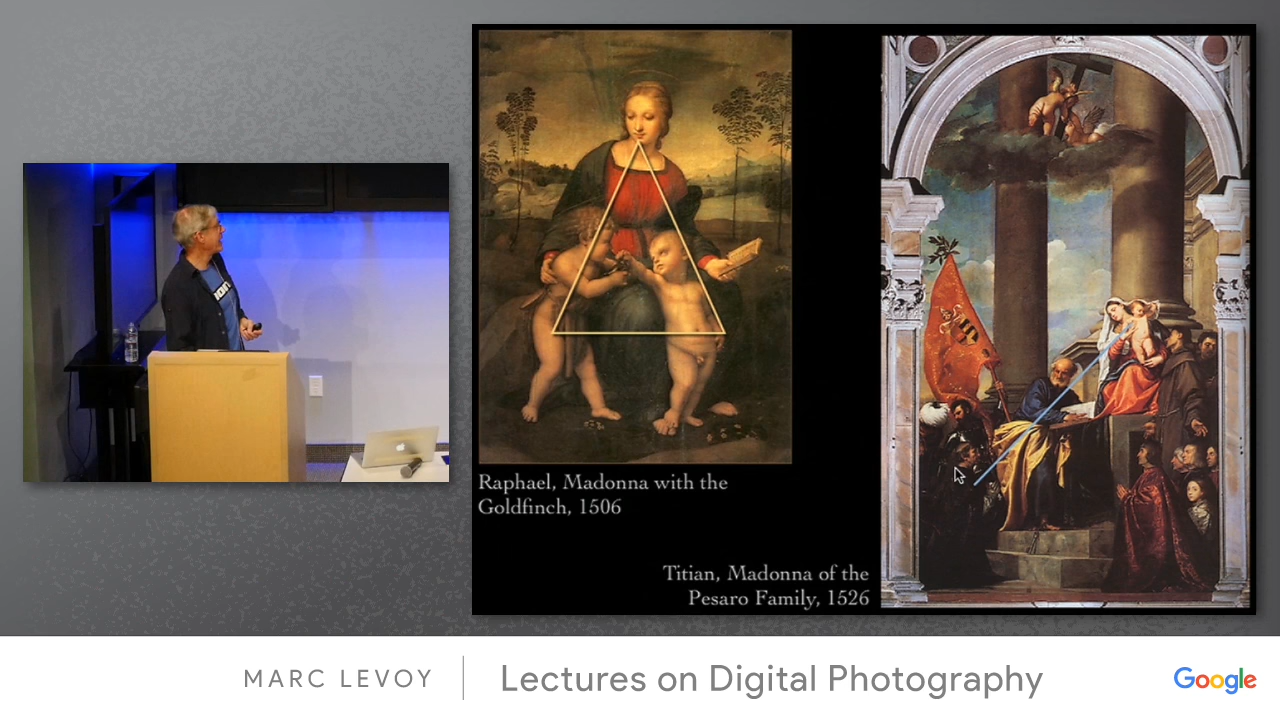 Raphael, Madonna with the
Goldfinch, 1506
Titian, Madonna of the
Pesaro Family, 1526
MARC LEVOY
Lectures on Digital Photography
Google